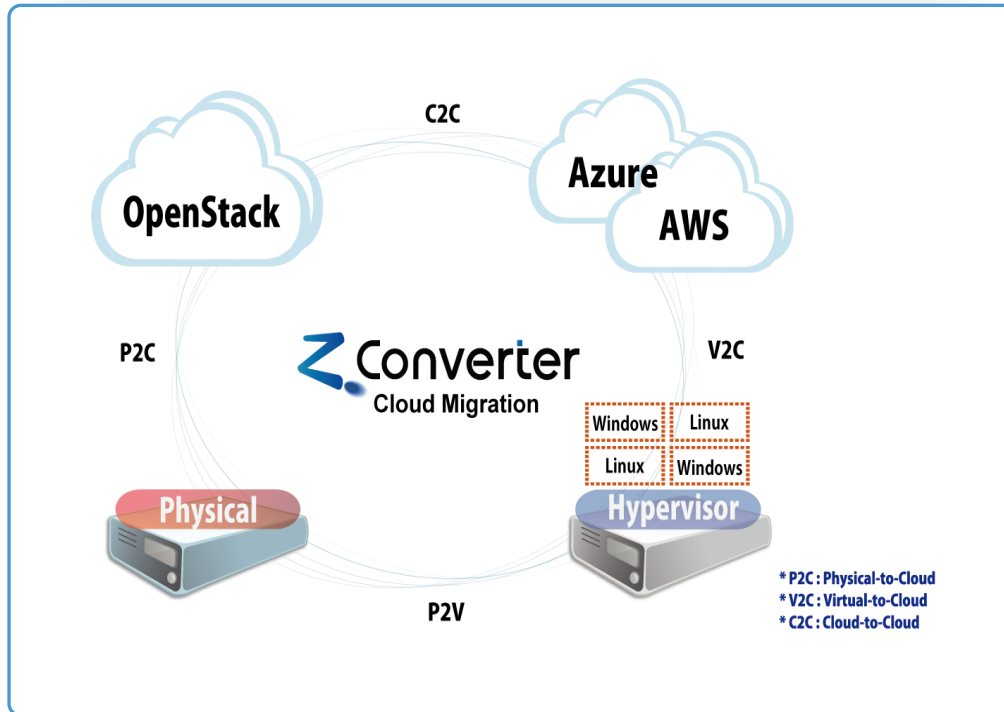 C2C
OpenStack
Azure
AWS
P2C
V2C
Z Converter
Cloud Migration
Windows
Linux
Linux
Windows
Physical
Hypervisor
P2V
* P2C : Physical-to-Cloud
* V2C : Virtual-to-Cloud
* C2C : Cloud-to-Cloud